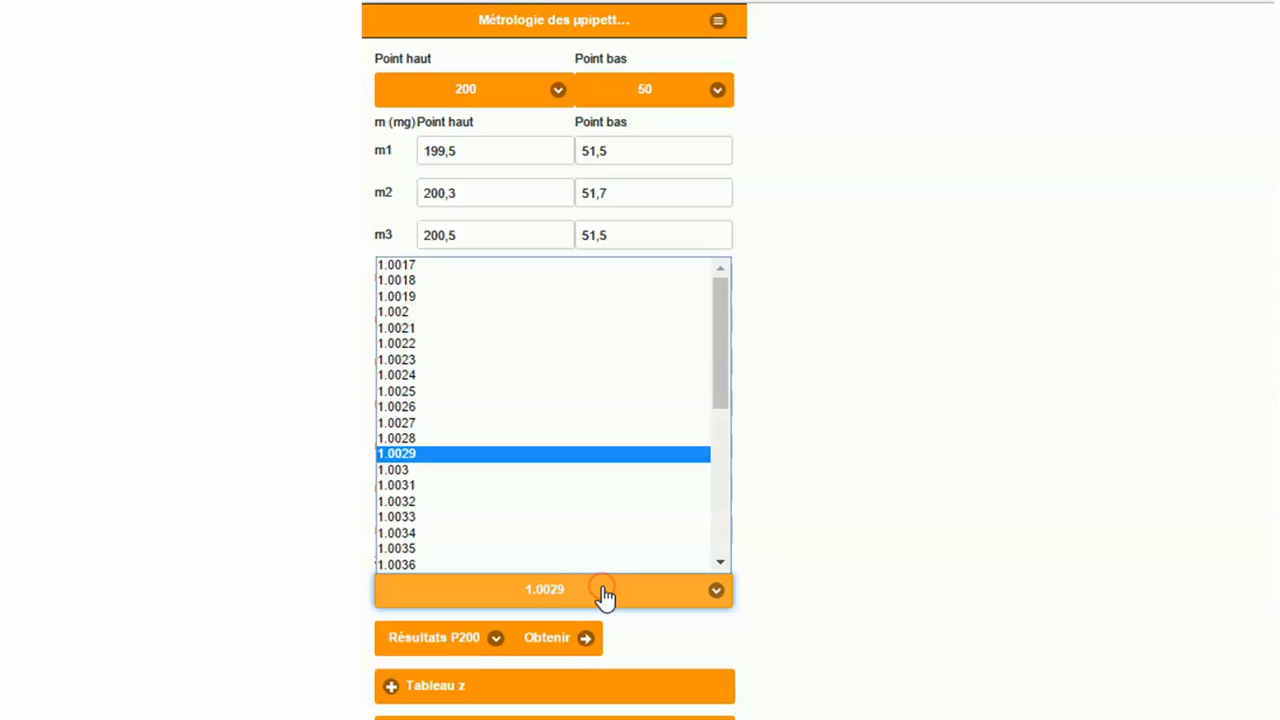 Métrologie des µpipett...
Point haut Point bas
200 50
m (mg) Point haut Point bas
m1 199,5 51,5
m2 200,3 51,7
m3 200,5 51,5
1.0017
1.0018
1.0019
1.002
1.0021
1.0022
1.0023
1.0024
1.0025
1.0026
1.0027
1.0028
1.0029
1.003
1.0031
1.0032
1.0033
1.0034
1.0035
1.0036
1.0029
Résultats P200 Obtenir
Tableau z